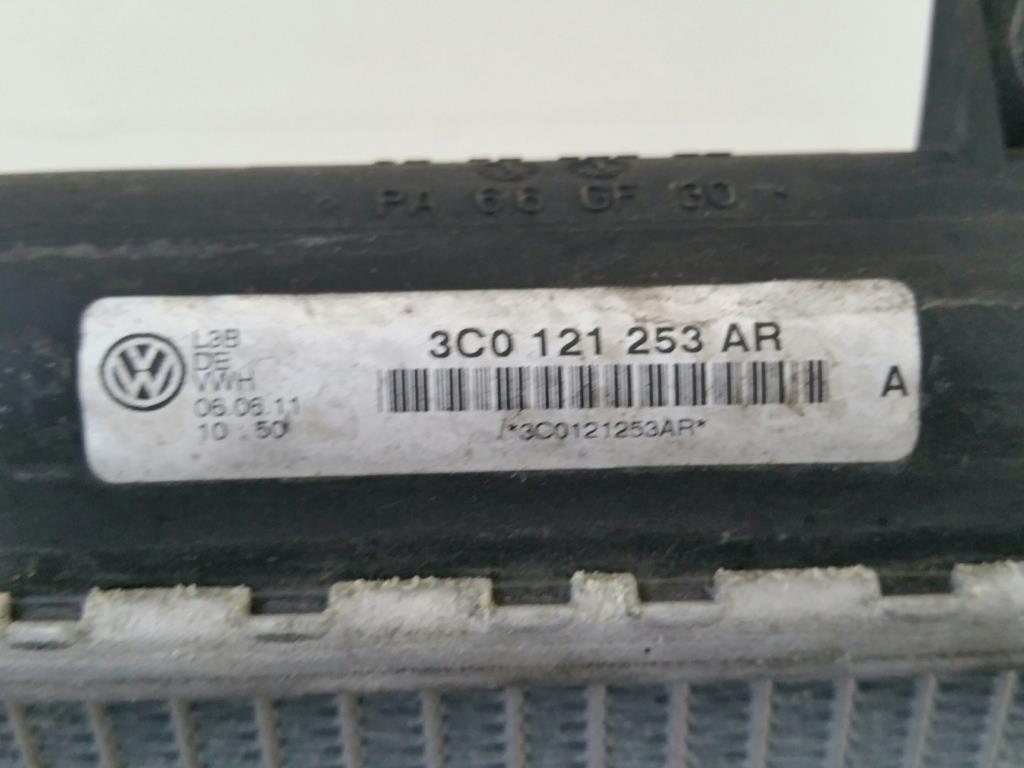 PA 66 GF 30
L3B
DE
VWH
06.06.11
10:50
3C0 121 253 AR
*3C0121253AR*
A